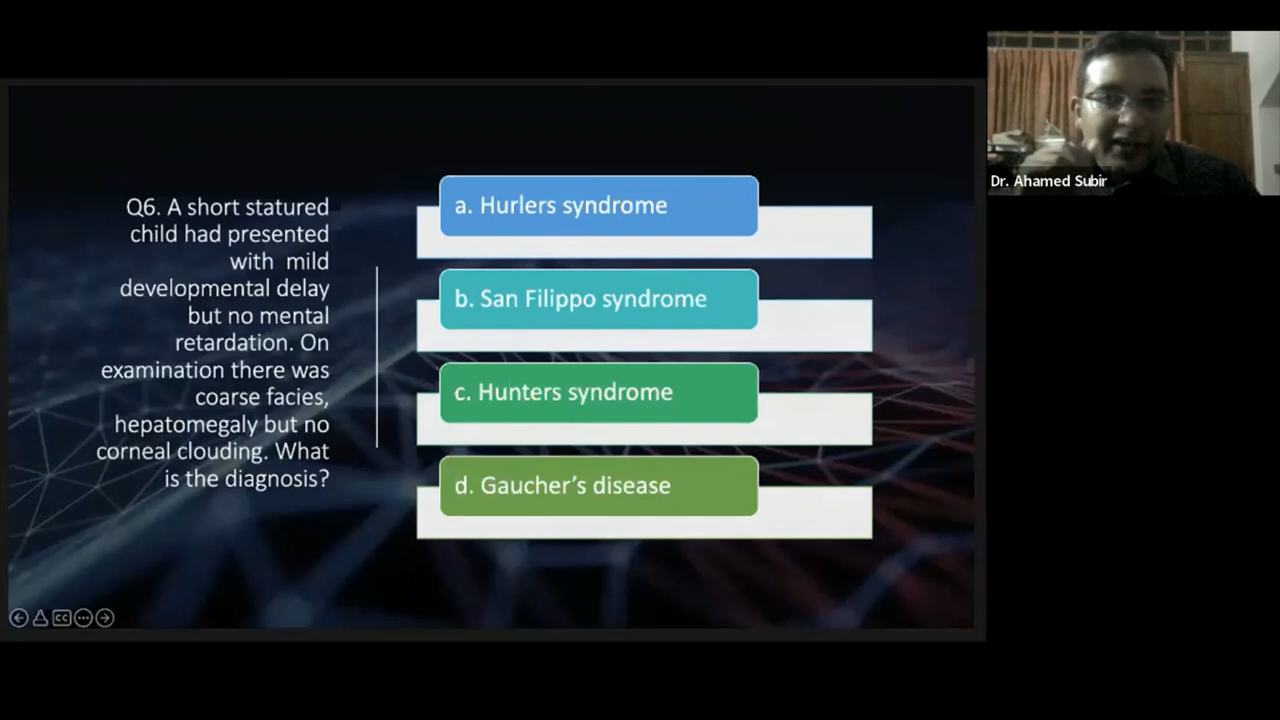 Q6. A short statured
child had presented
with mild
developmental delay
but no mental
retardation. On
examination there was
coarse facies,
hepatomegaly but no
corneal clouding. What
is the diagnosis?
a. Hurlers syndrome
b. San Filippo syndrome
c. Hunters syndrome
d. Gaucher’s disease
Dr. Ahamed Subir
CC